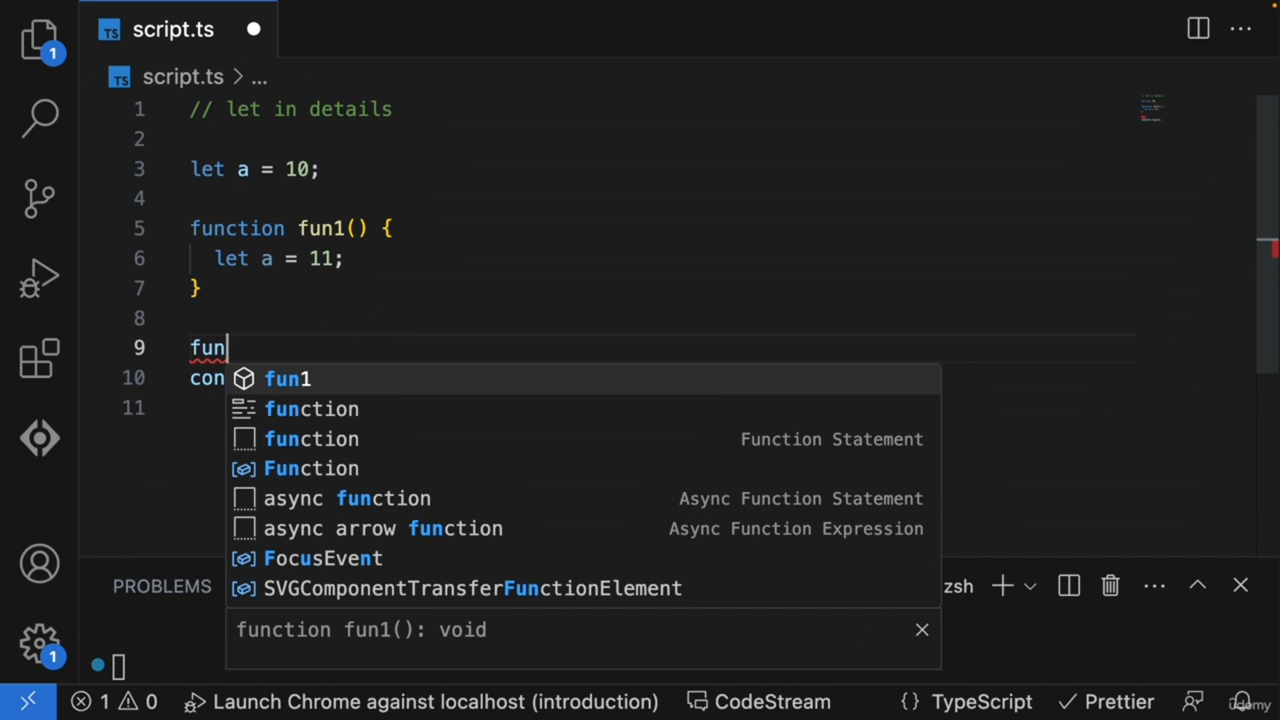 TS script.ts
1
TS script.ts > ...
1 // let in details
2
3 let a = 10;
4
5 function fun1() {
6 let a = 11;
7 }
8
9 fun
10 con
11
fun1
function
function Function Statement
Function
async function Async Function Statement
async arrow function Async Function Expression
FocusEvent
SVGComponentTransferFunctionElement
function fun1(): void
PROBLEMS zsh
1
1 0 Launch Chrome against localhost (introduction) CodeStream {} TypeScript Prettier
ûdemy